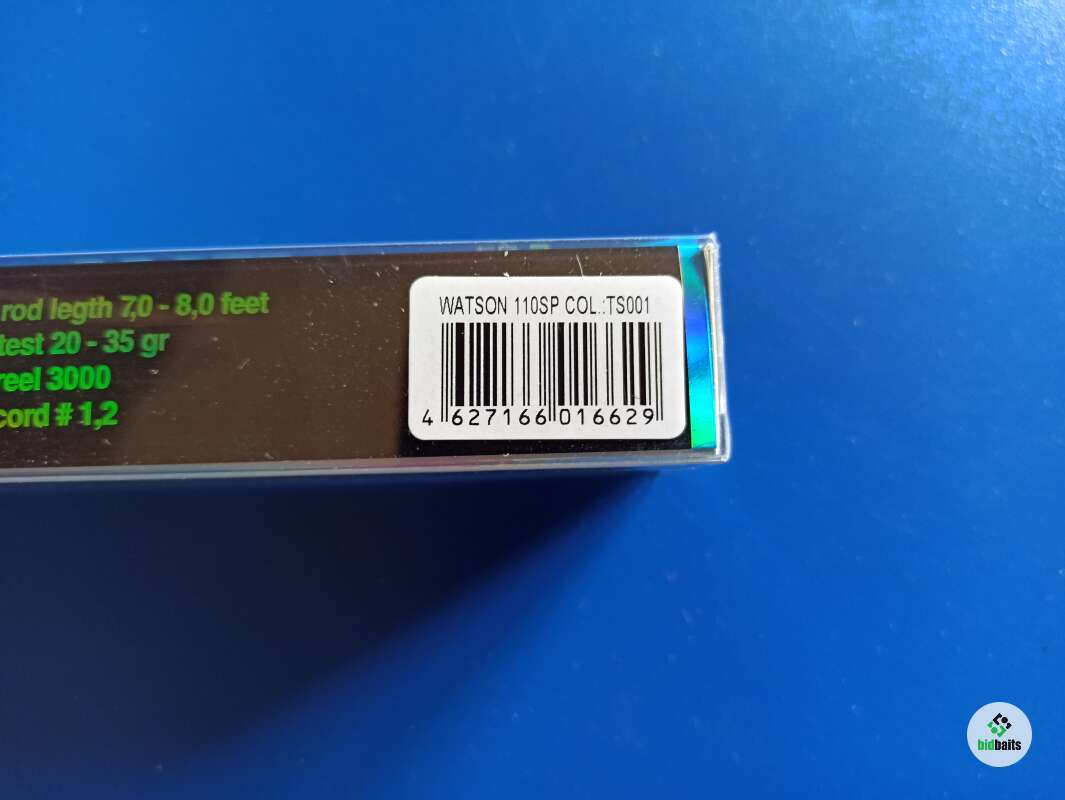 rod legth 7,0 - 8,0 feet
test 20 - 35 gr
reel 3000
cord # 1,2
WATSON 110SP COL.:TS001
4 627166 016629
bidbaits